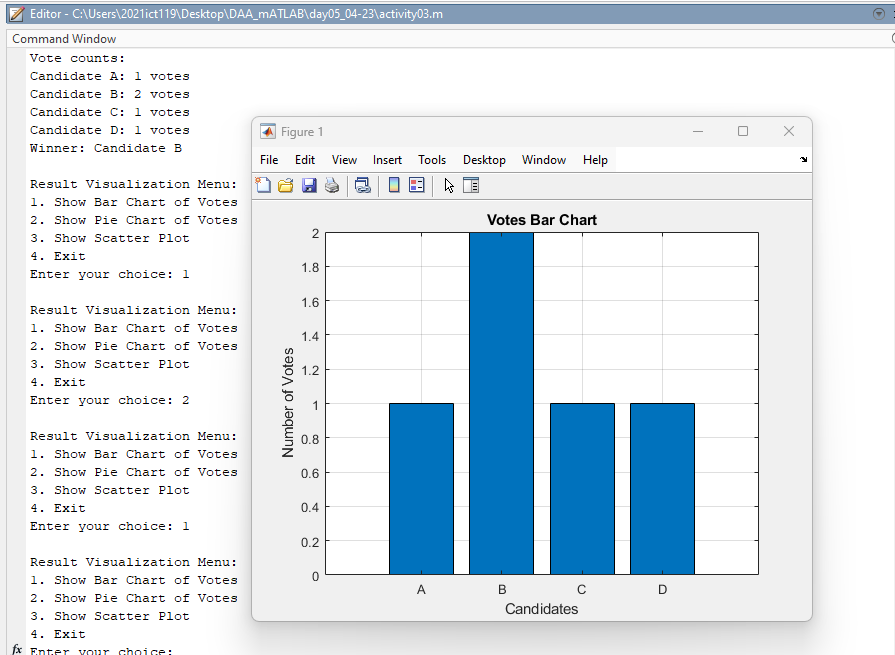 Editor - C:\Users\2021ict119\Desktop\DAA_mATLAB\day05_04-23\activity03.m
Command Window
Vote counts:
Candidate A: 1 votes
Candidate B: 2 votes
Candidate C: 1 votes
Candidate D: 1 votes
Winner: Candidate B
Result Visualization Menu:
1. Show Bar Chart of Votes
2. Show Pie Chart of Votes
3. Show Scatter Plot
4. Exit
Enter your choice: 1
Result Visualization Menu:
1. Show Bar Chart of Votes
2. Show Pie Chart of Votes
3. Show Scatter Plot
4. Exit
Enter your choice: 2
Result Visualization Menu:
1. Show Bar Chart of Votes
2. Show Pie Chart of Votes
3. Show Scatter Plot
4. Exit
Enter your choice: 1
Result Visualization Menu:
1. Show Bar Chart of Votes
2. Show Pie Chart of Votes
3. Show Scatter Plot
4. Exit
fx Enter your choice:
Figure 1
File Edit View Insert Tools Desktop Window Help
Votes Bar Chart
Number of Votes
2
1.8
1.6
1.4
1.2
1
0.8
0.6
0.4
0.2
0
A B C D
Candidates